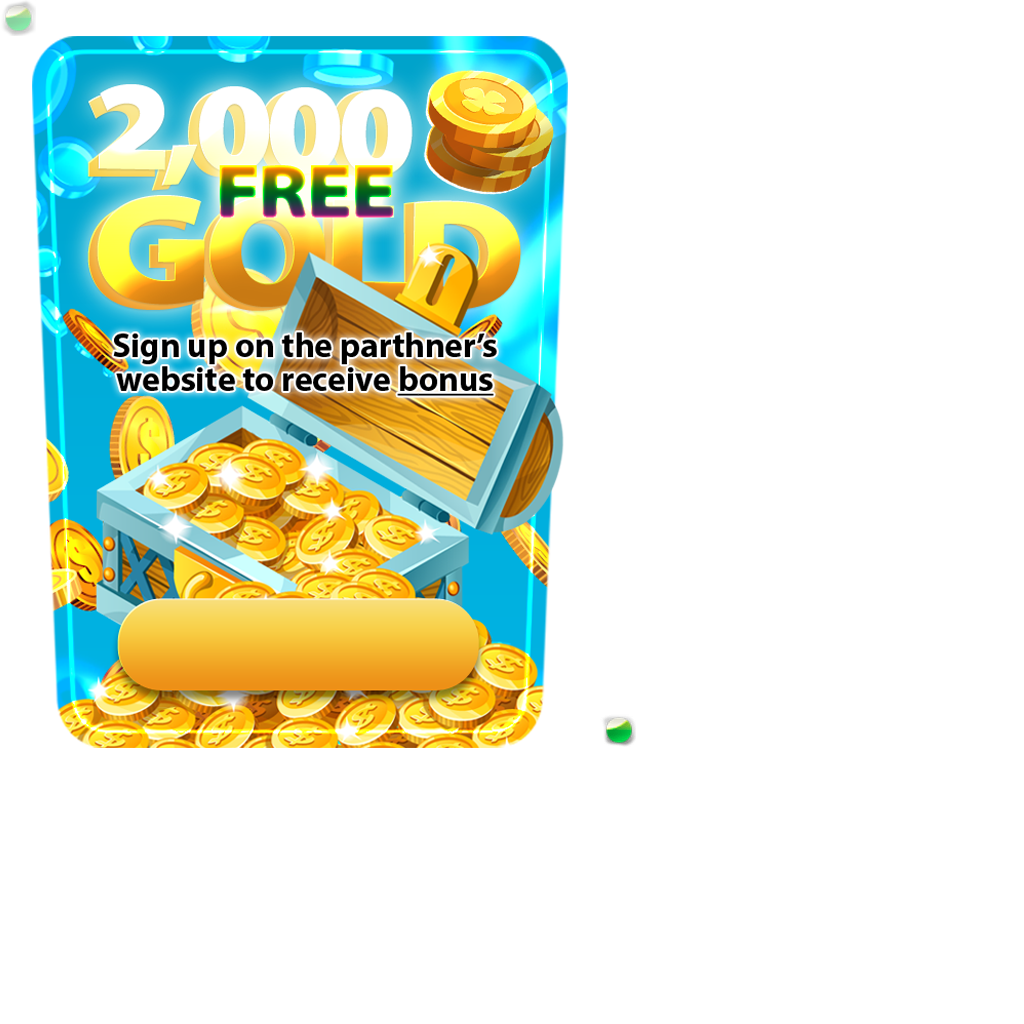 2,000
FREE
GOLD
Sign up on the parthner’s
website to receive bonus